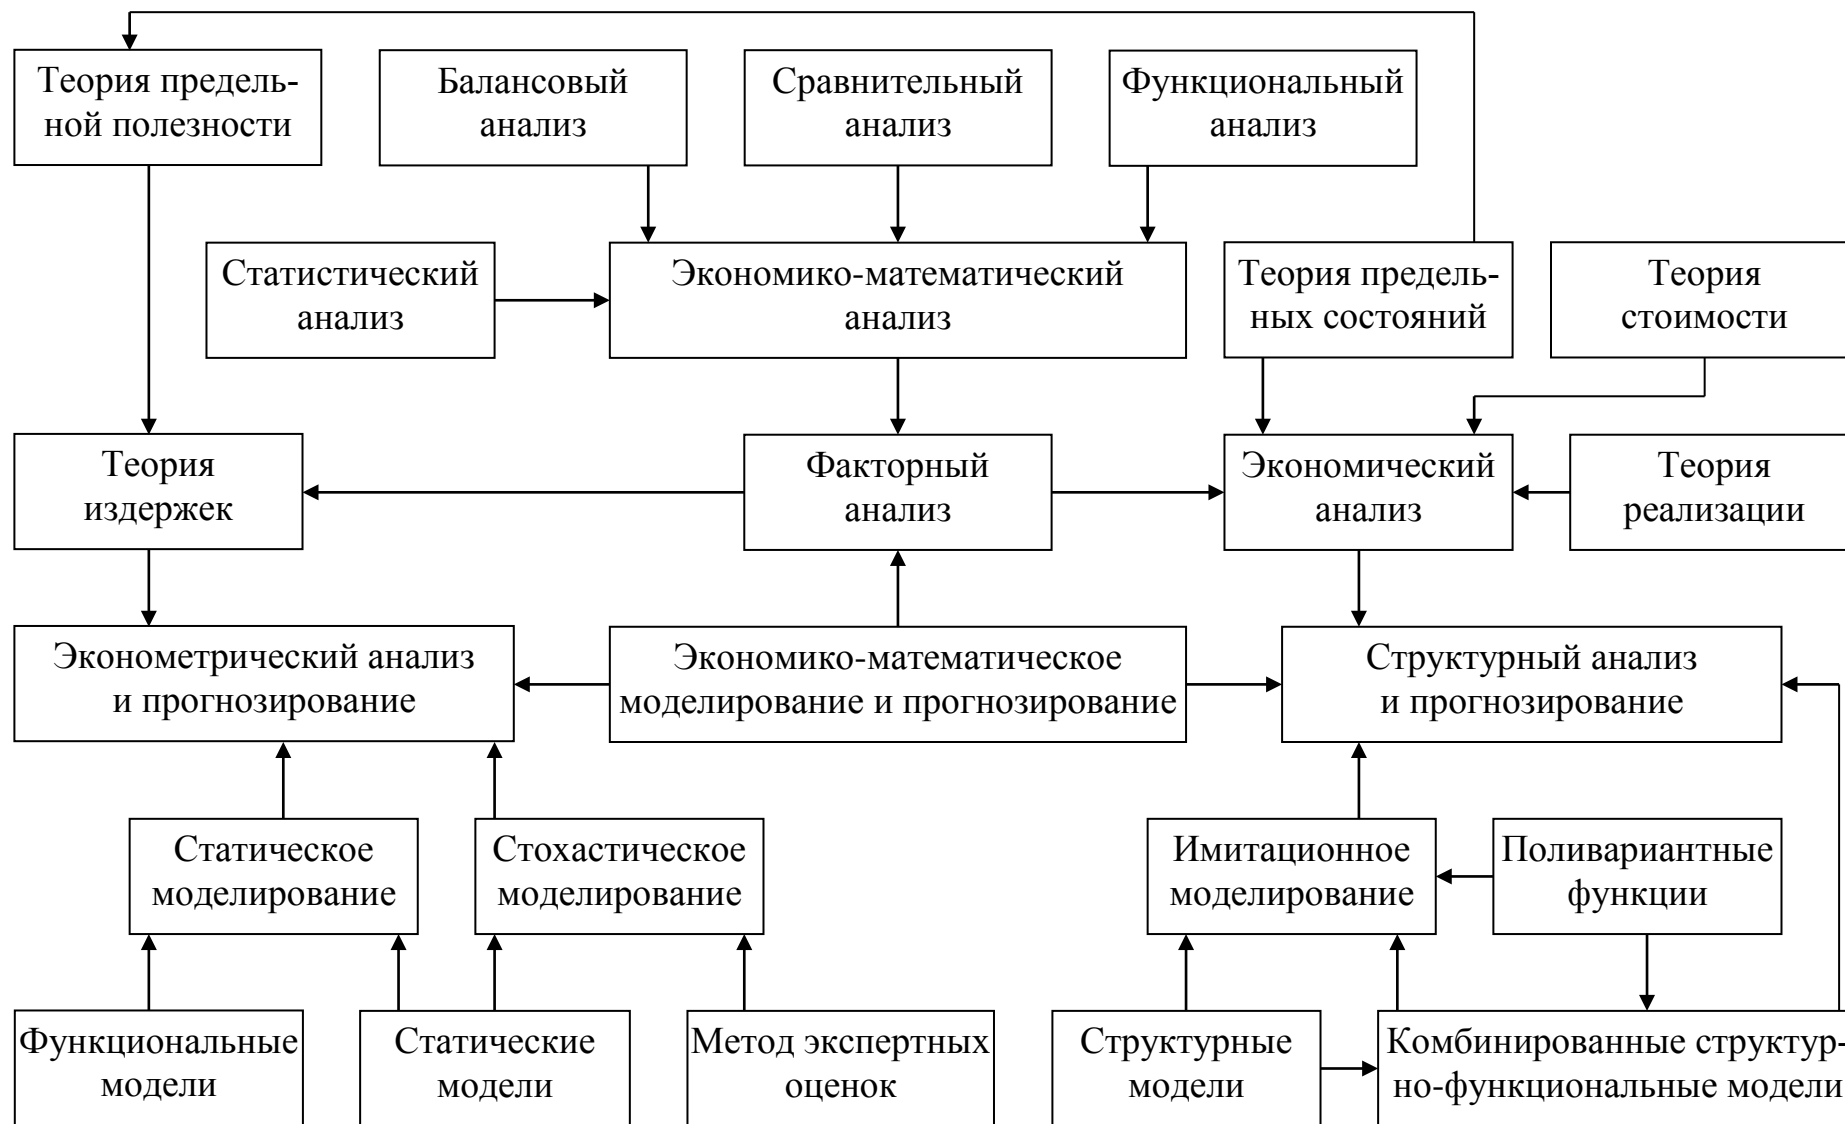 Теория предель-
ной полезности
Балансовый
анализ
Сравнительный
анализ
Функциональный
анализ
Статистический
анализ
Экономико-математический
анализ
Теория предель-
ных состояний
Теория
стоимости
Теория
издержек
Факторный
анализ
Экономический
анализ
Теория
реализации
Эконометрический анализ
и прогнозирование
Экономико-математическое
моделирование и прогнозирование
Структурный анализ
и прогнозирование
Статическое
моделирование
Стохастическое
моделирование
Имитационное
моделирование
Поливариантные
функции
Функциональные
модели
Статические
модели
Метод экспертных
оценок
Структурные
модели
Комбинированные структур-
но-функциональные модели